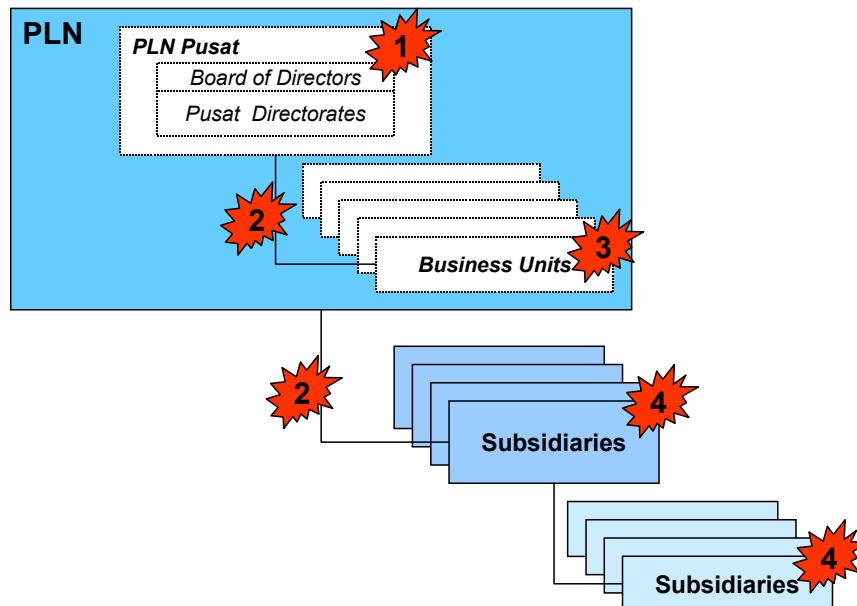 PLN
PLN Pusat
1
Board of Directors
Pusat Directorates
2
3
Business Units
2
4
Subsidiaries
4
Subsidiaries